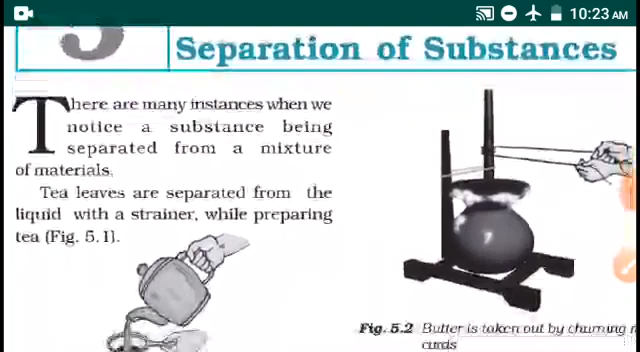 10:23 AM
5
Separation of Substances
There are many instances when we
notice a substance being
separated from a mixture
of materials.
Tea leaves are separated from the
liquid with a strainer, while preparing
tea (Fig. 5.1).
Fig. 5.2 Butter is taken out by churning
curds